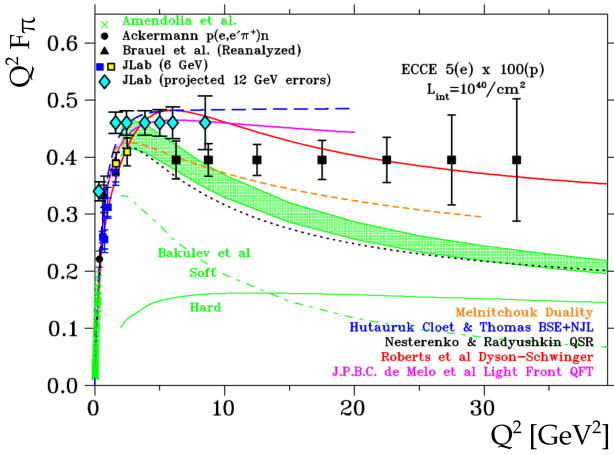 Amendolia et al.
Ackermann p(e,e′π⁺)n
Brauel et al. (Reanalyzed)
JLab (6 GeV)
JLab (projected 12 GeV errors)
ECCE 5(e) x 100(p)
L_int=10⁴⁰/cm²
Q² F_π
0.6
0.5
0.4
0.3
0.2
0.1
0.0
Bakulev et al
Soft
Hard
Melnitchouk Duality
Hutauruk Cloet & Thomas BSE+NJL
Nesterenko & Radyushkin QSR
Roberts et al Dyson-Schwinger
J.P.B.C. de Melo et al Light Front QFT
0 10 20 30
Q² [GeV²]